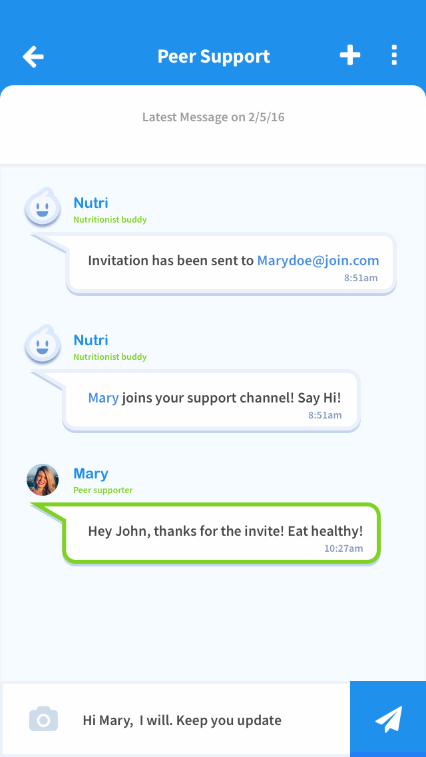 Peer Support
Latest Message on 2/5/16
Nutri
Nutritionist buddy
Invitation has been sent to Marydoe@join.com
8:51am
Nutri
Nutritionist buddy
Mary joins your support channel! Say Hi!
8:51am
Mary
Peer supporter
Hey John, thanks for the invite! Eat healthy!
10:27am
Hi Mary, I will. Keep you update